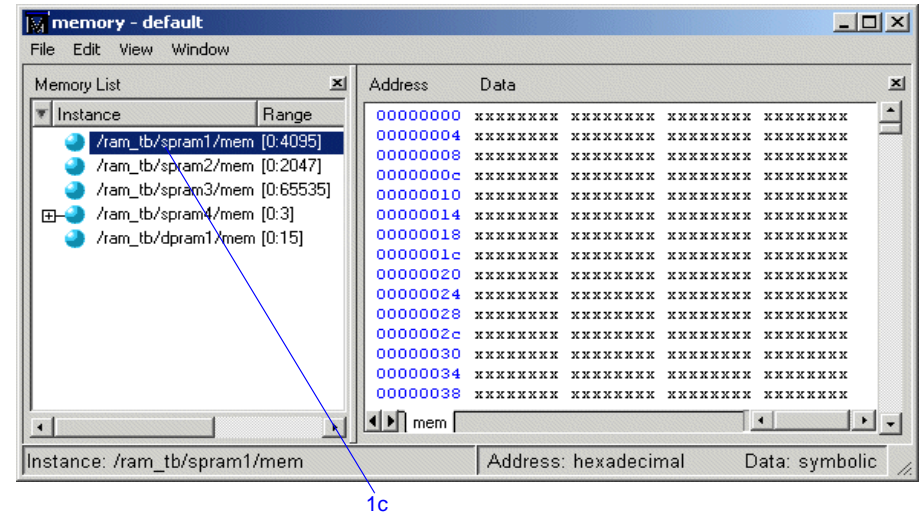 memory - default
File Edit View Window
Memory List
Instance Range
/ram_tb/spram1/mem [0:4095]
/ram_tb/spram2/mem [0:2047]
/ram_tb/spram3/mem [0:65535]
/ram_tb/spram4/mem [0:3]
/ram_tb/dpram1/mem [0:15]
Address Data
00000000 xxxxxxxx xxxxxxxx xxxxxxxx xxxxxxxx
00000004 xxxxxxxx xxxxxxxx xxxxxxxx xxxxxxxx
00000008 xxxxxxxx xxxxxxxx xxxxxxxx xxxxxxxx
0000000c xxxxxxxx xxxxxxxx xxxxxxxx xxxxxxxx
00000010 xxxxxxxx xxxxxxxx xxxxxxxx xxxxxxxx
00000014 xxxxxxxx xxxxxxxx xxxxxxxx xxxxxxxx
00000018 xxxxxxxx xxxxxxxx xxxxxxxx xxxxxxxx
0000001c xxxxxxxx xxxxxxxx xxxxxxxx xxxxxxxx
00000020 xxxxxxxx xxxxxxxx xxxxxxxx xxxxxxxx
00000024 xxxxxxxx xxxxxxxx xxxxxxxx xxxxxxxx
00000028 xxxxxxxx xxxxxxxx xxxxxxxx xxxxxxxx
0000002c xxxxxxxx xxxxxxxx xxxxxxxx xxxxxxxx
00000030 xxxxxxxx xxxxxxxx xxxxxxxx xxxxxxxx
00000034 xxxxxxxx xxxxxxxx xxxxxxxx xxxxxxxx
00000038 xxxxxxxx xxxxxxxx xxxxxxxx xxxxxxxx
mem
Instance: /ram_tb/spram1/mem Address: hexadecimal Data: symbolic
1c